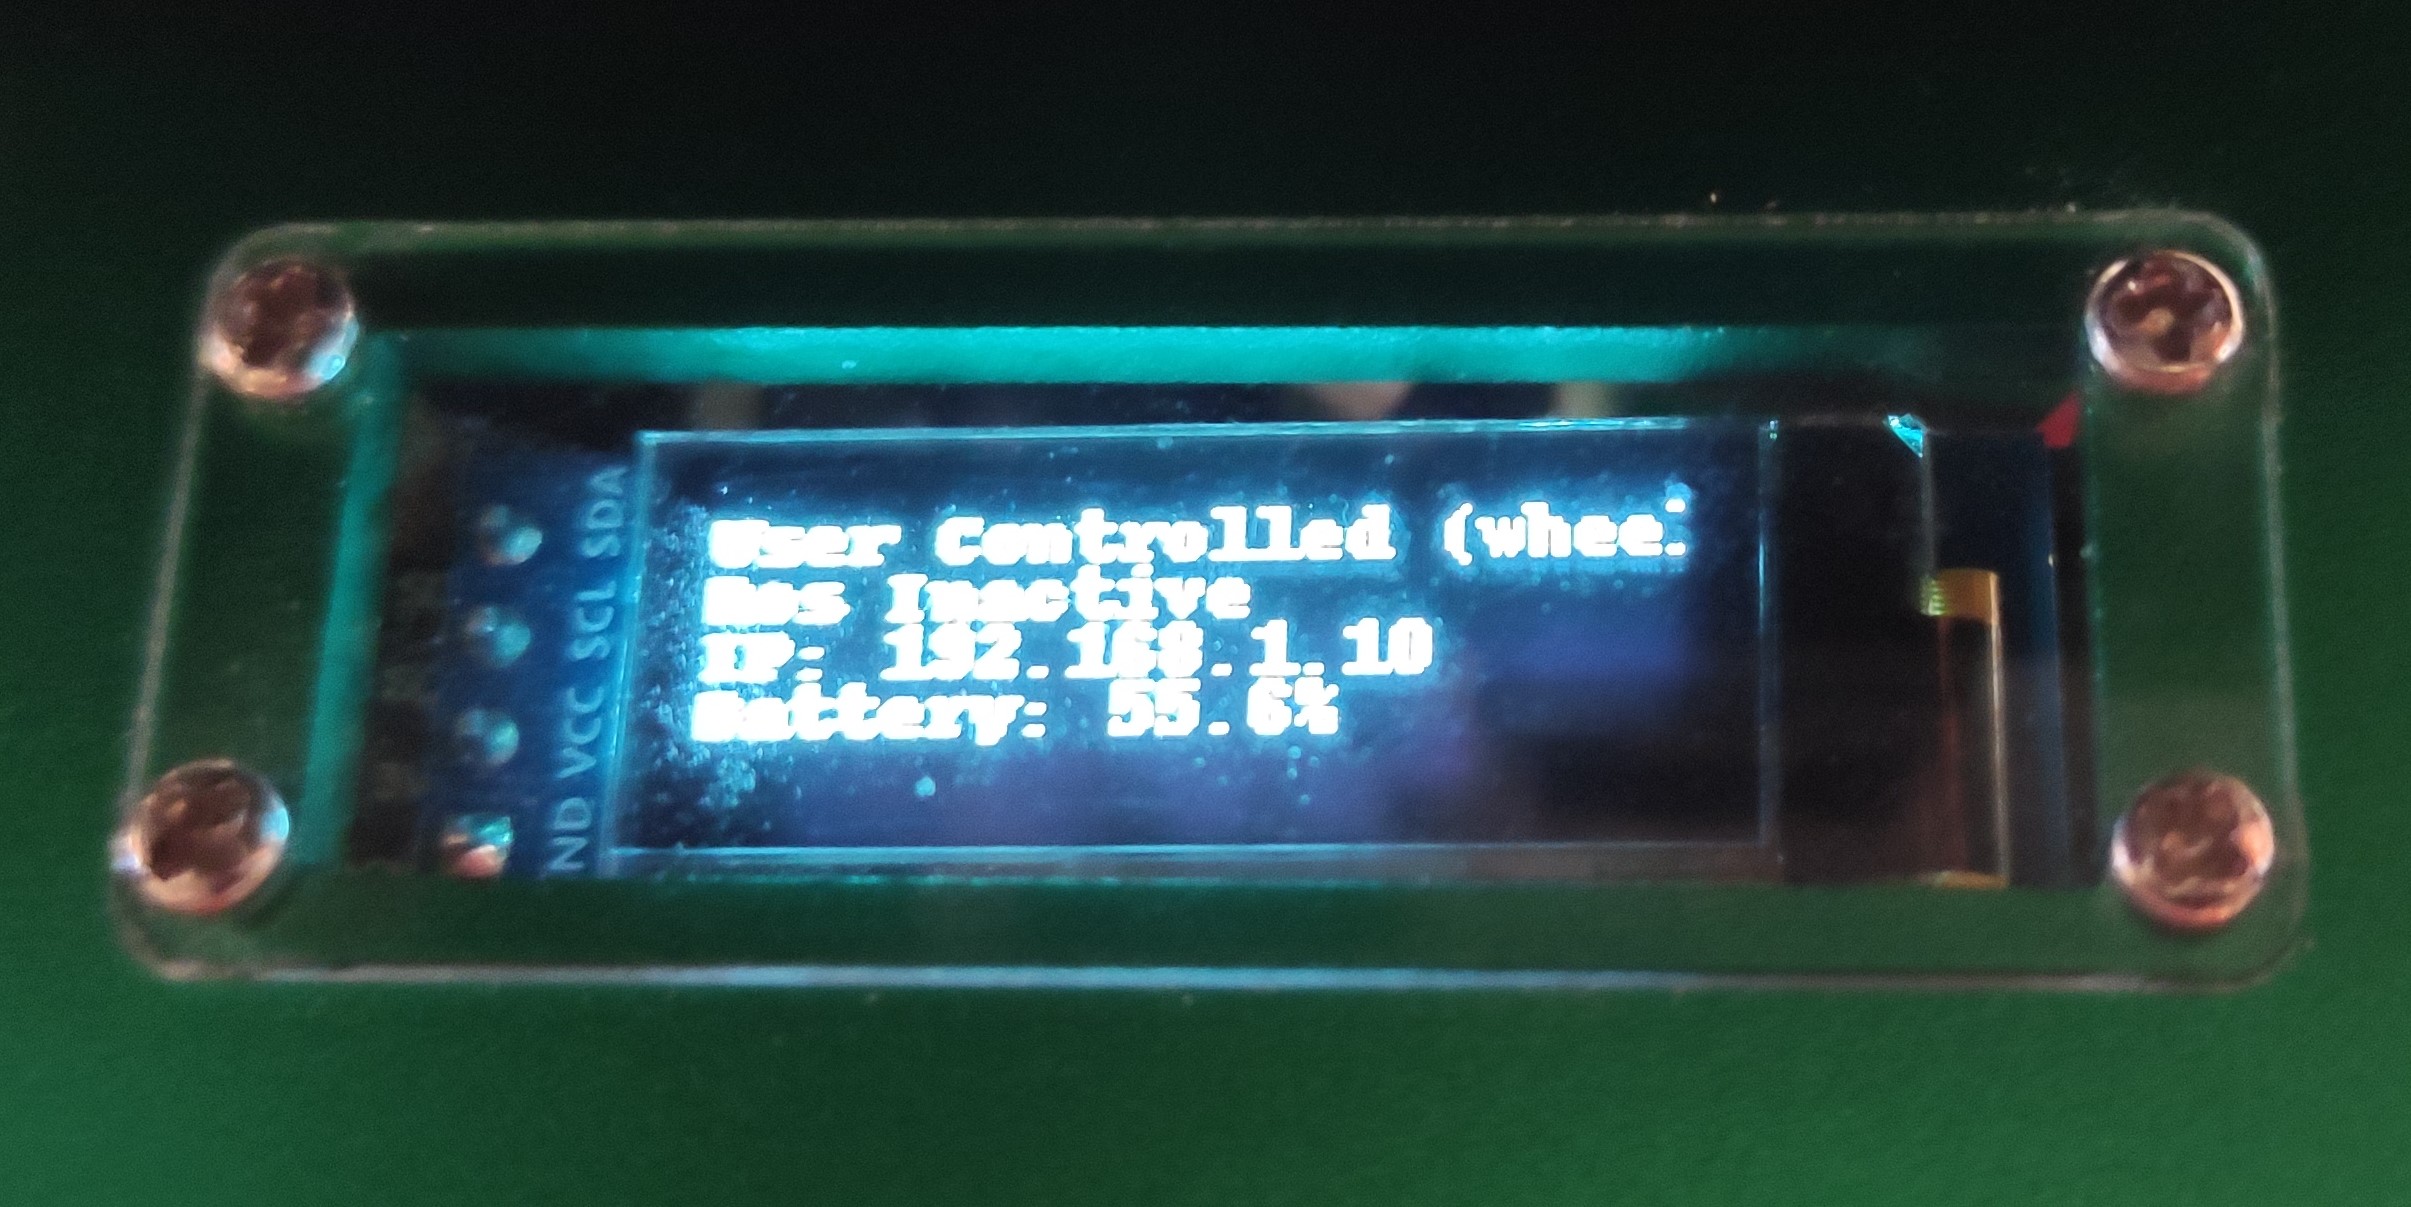 SDA
SCL
VCC
ND
User Controlled (whee
Ros Inactive
IP: 192.168.1.10
Battery: 55.6%